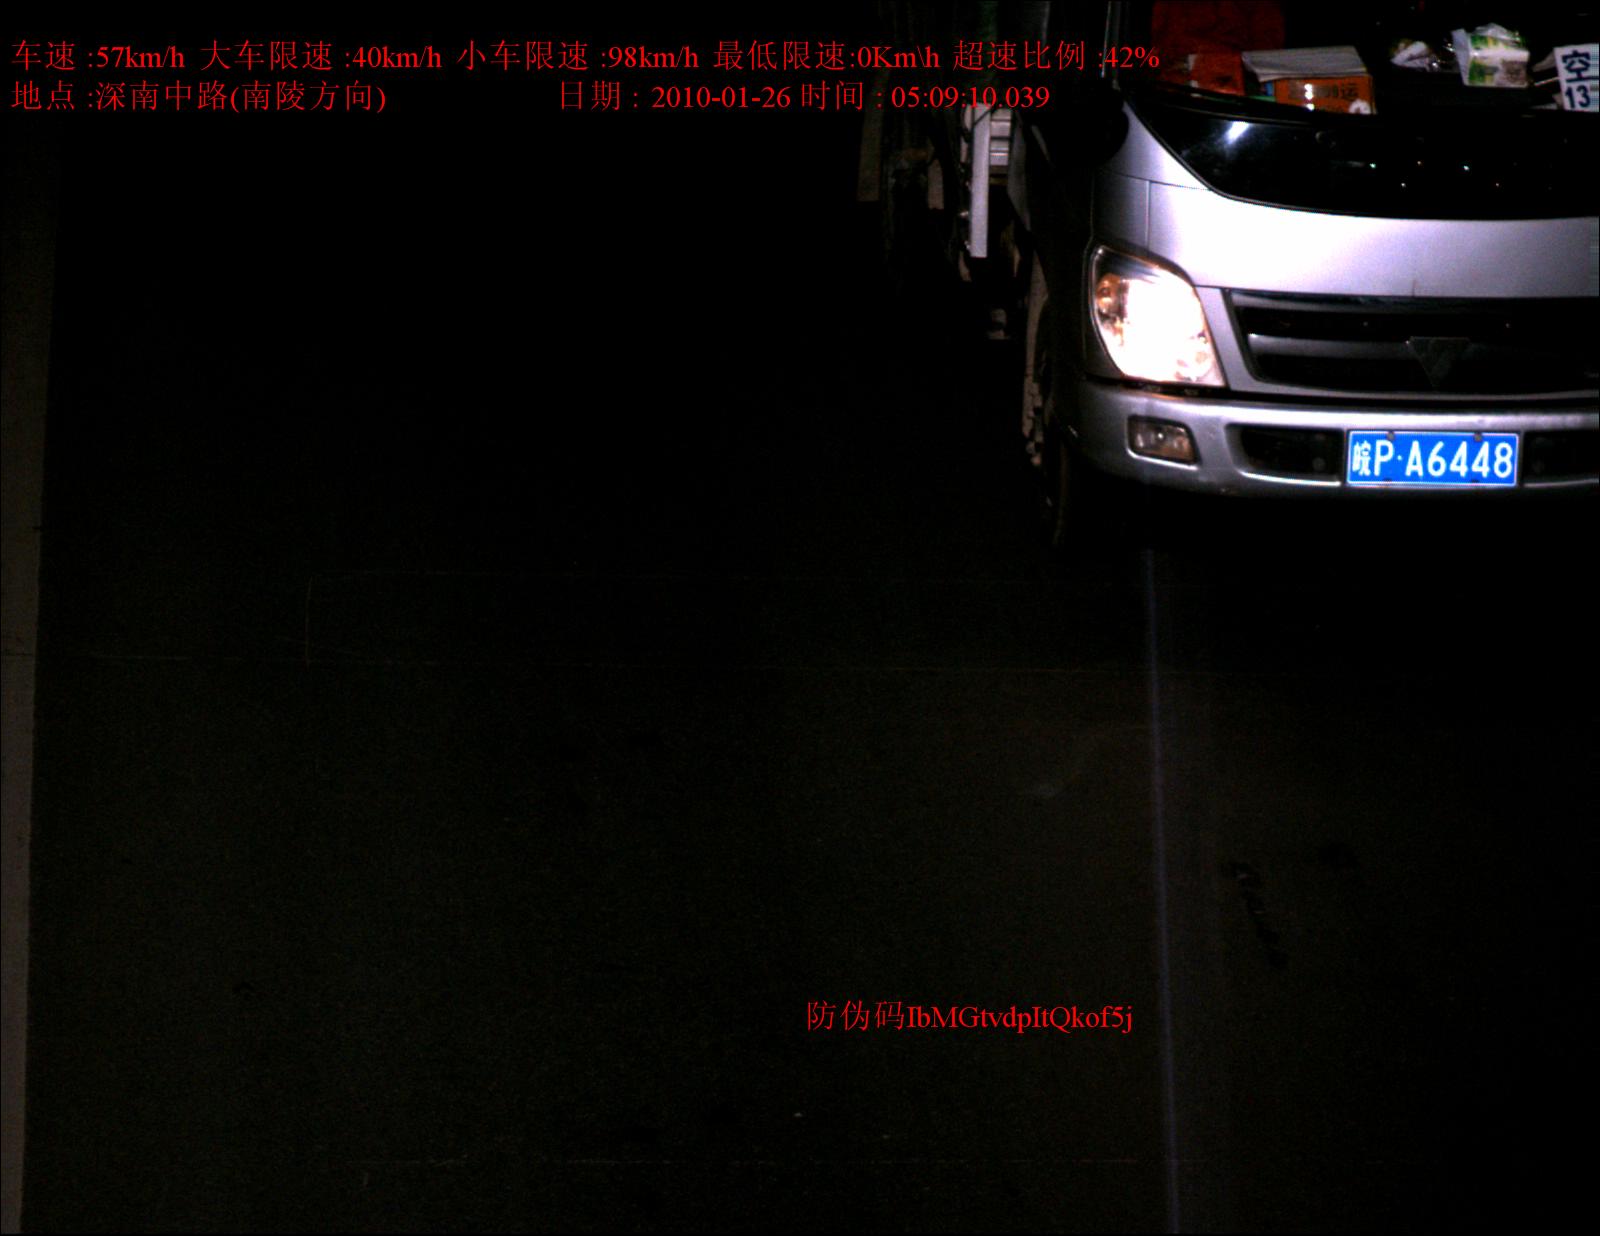 车速:57km/h 大车限速:40km/h 小车限速:98km/h 最低限速:0Km\h 超速比例:42%
地点:深南中路(南陵方向) 日期: 2010-01-26 时间: 05:09:10.039
空
13
皖P·A6448
防伪码IbMGtvdpItQkof5j